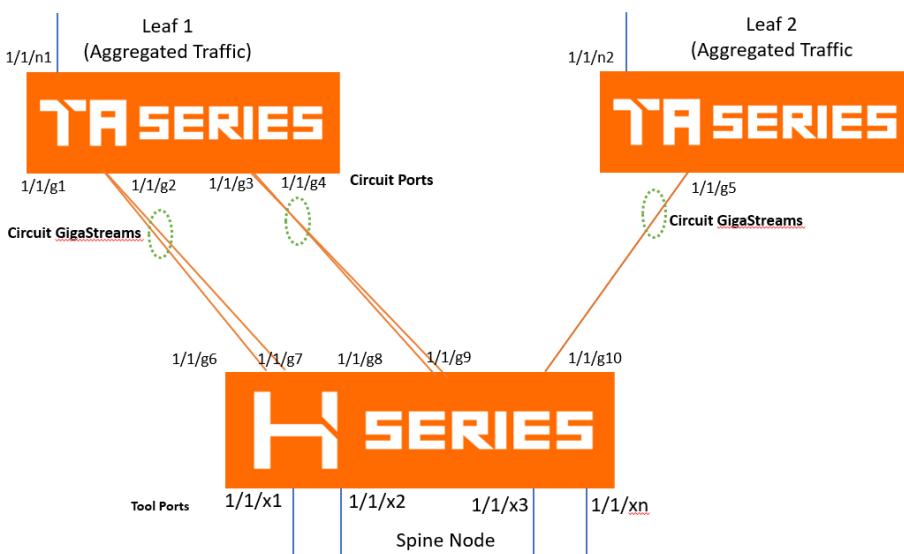 Leaf 1
(Aggregated Traffic)
1/1/n1
TA SERIES
1/1/g1
1/1/g2
1/1/g3
1/1/g4
Circuit Ports
Circuit GigaStreams
Leaf 2
(Aggregated Traffic
1/1/n2
TA SERIES
1/1/g5
Circuit GigaStreams
1/1/g6
1/1/g7
1/1/g8
1/1/g9
1/1/g10
H SERIES
Tool Ports
1/1/x1
1/1/x2
1/1/x3
1/1/xn
Spine Node